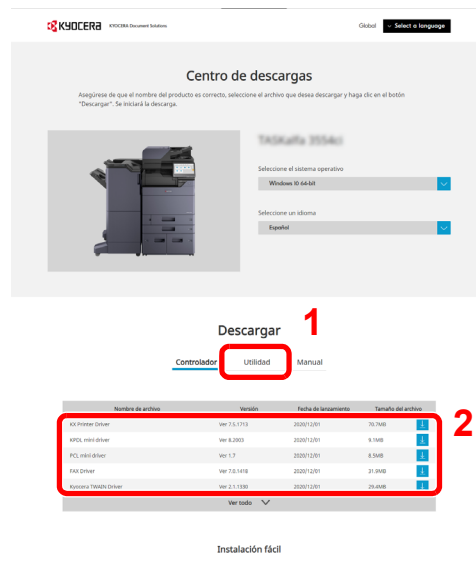 KYOCERA KYOCERA Document Solutions Global Select a language
Centro de descargas
Asegúrese de que el nombre del producto es correcto, seleccione el archivo que desea descargar y haga clic en el botón
"Descargar". Se iniciará la descarga.
TASKalfa 3554ci
Seleccione el sistema operativo
Windows 10 64-bit
Seleccione un idioma
Español
1
Descargar
Controlador Utilidad Manual
Nombre de archivo Versión Fecha de lanzamiento Tamaño del archivo
2
KX Printer Driver Ver 7.5.1713 2020/12/01 70.7MB
KPDL mini driver Ver 8.2003 2020/12/01 9.1MB
PCL mini driver Ver 1.7 2020/12/01 8.5MB
FAX Driver Ver 7.0.1418 2020/12/01 31.9MB
Kyocera TWAIN Driver Ver 2.1.1330 2020/12/01 29.4MB
Ver todo
Instalación fácil